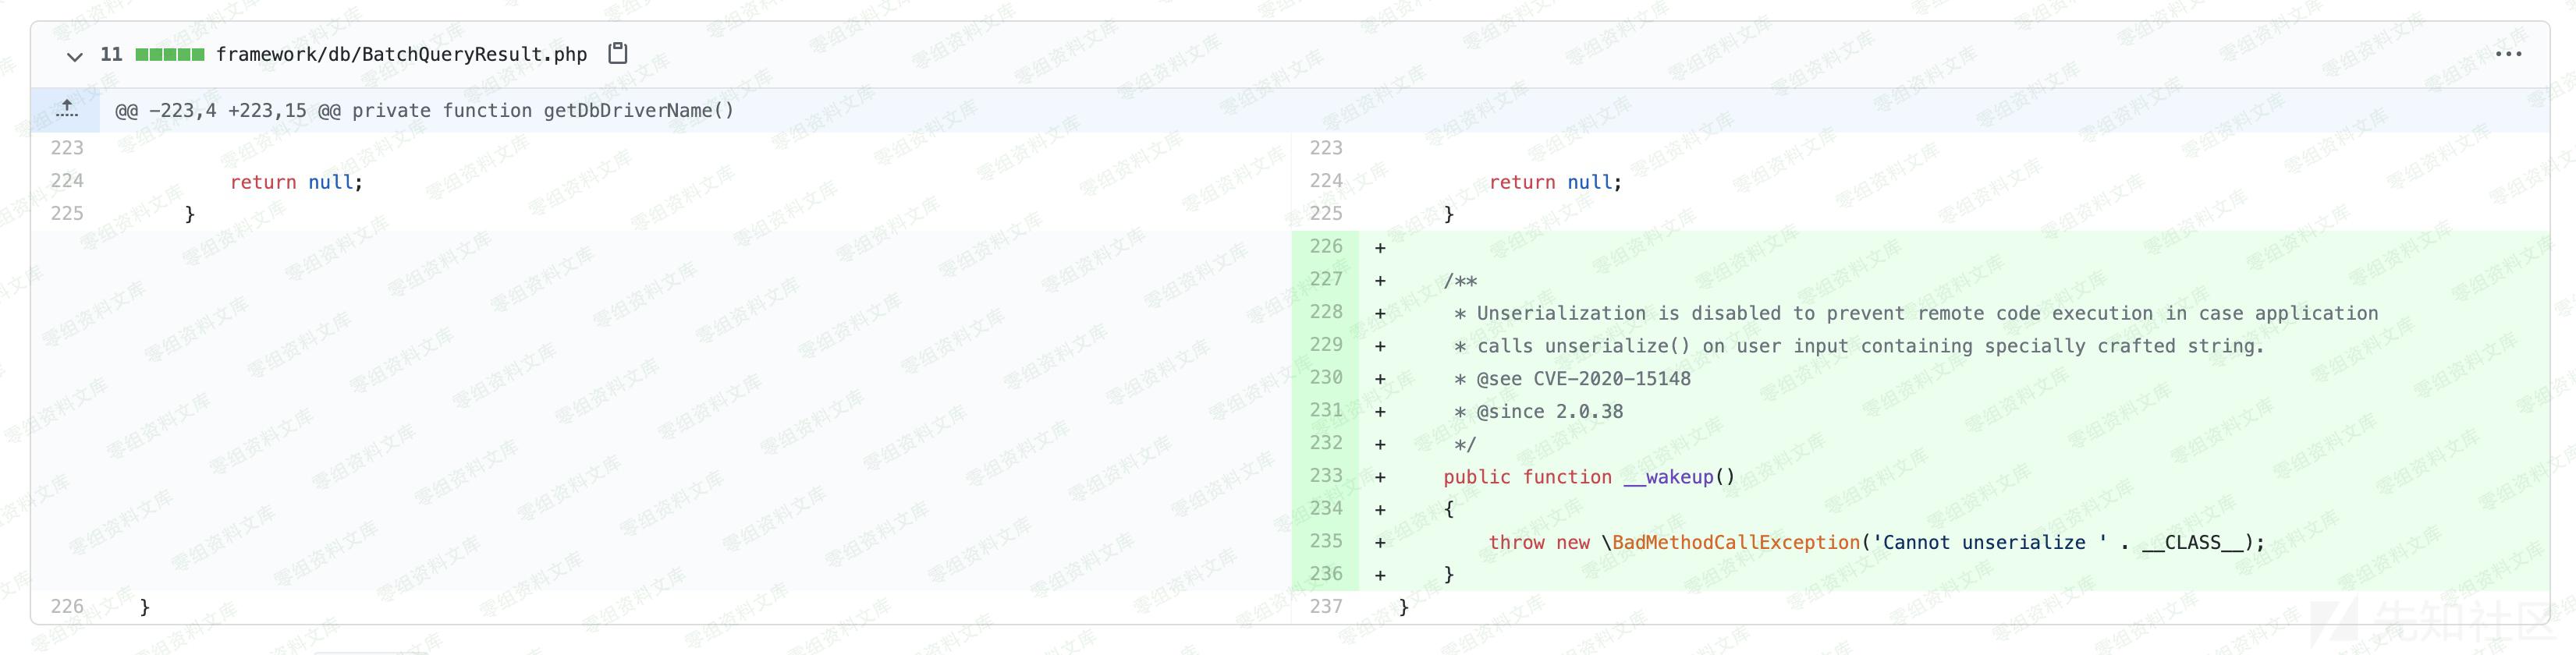 11 framework/db/BatchQueryResult.php
@@ -223,4 +223,15 @@ private function getDbDriverName()
223 223
224 return null; 224 return null;
225 } 225 }
226 +
227 + /**
228 + * Unserialization is disabled to prevent remote code execution in case application
229 + * calls unserialize() on user input containing specially crafted string.
230 + * @see CVE-2020-15148
231 + * @since 2.0.38
232 + */
233 + public function __wakeup()
234 + {
235 + throw new \BadMethodCallException('Cannot unserialize ' . __CLASS__);
236 + }
226 } 237 }
零组资料文库
先知社区